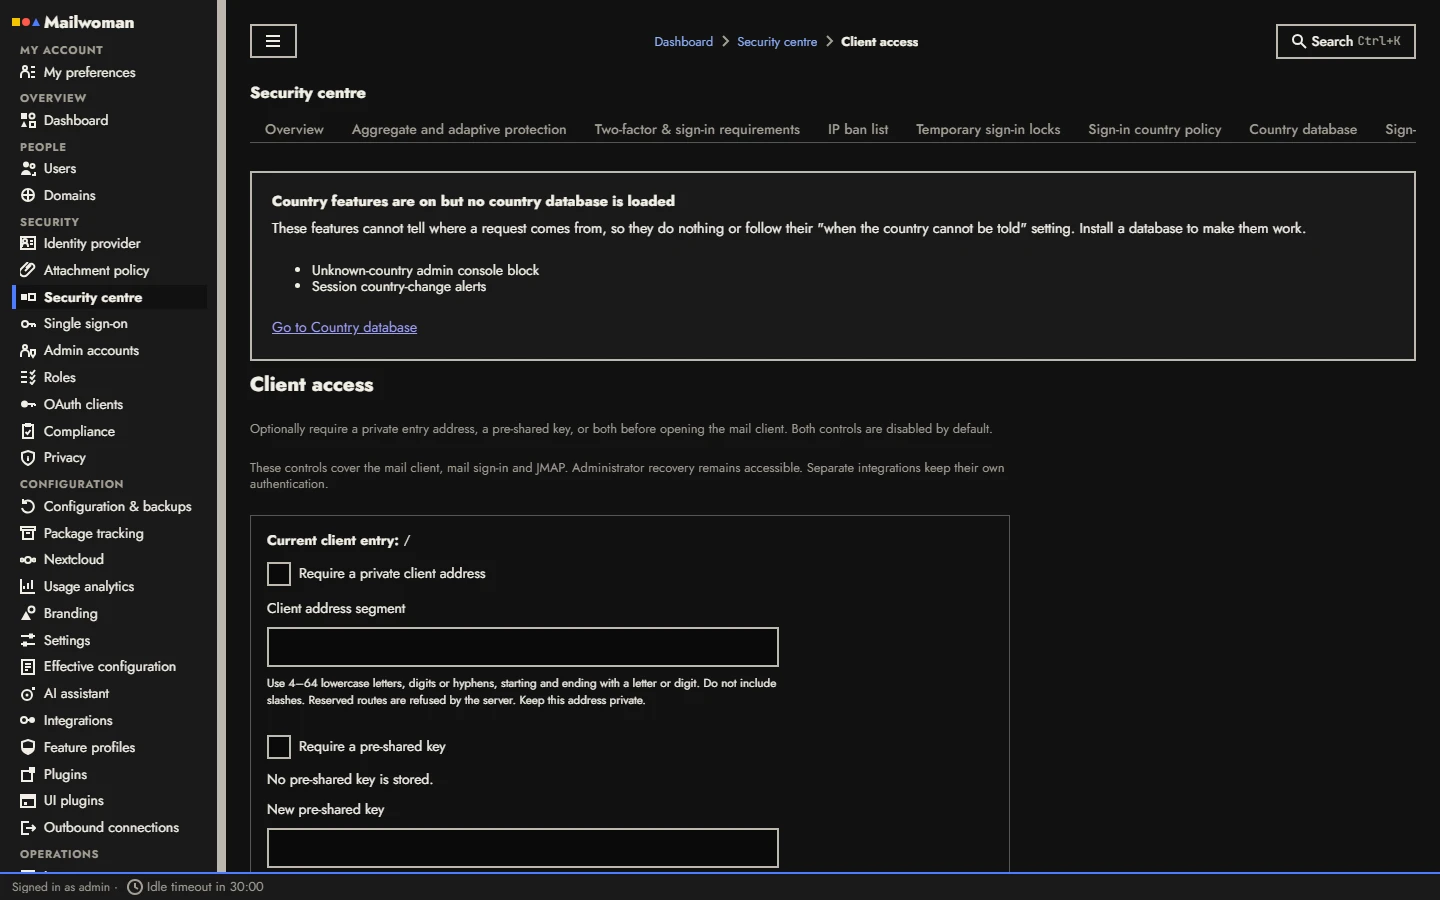 Mailwoman
MY ACCOUNT
My preferences
OVERVIEW
Dashboard
PEOPLE
Users
Domains
SECURITY
Identity provider
Attachment policy
Security centre
Single sign-on
Admin accounts
Roles
OAuth clients
Compliance
Privacy
CONFIGURATION
Configuration & backups
Package tracking
Nextcloud
Usage analytics
Branding
Settings
Effective configuration
AI assistant
Integrations
Feature profiles
Plugins
UI plugins
Outbound connections
OPERATIONS
Dashboard > Security centre > Client access
Search Ctrl+K
Security centre
Overview Aggregate and adaptive protection Two-factor & sign-in requirements IP ban list Temporary sign-in locks Sign-in country policy Country database Sign-
Country features are on but no country database is loaded
These features cannot tell where a request comes from, so they do nothing or follow their "when the country cannot be told" setting. Install a database to make them work.
• Unknown-country admin console block
• Session country-change alerts
Go to Country database
Client access
Optionally require a private entry address, a pre-shared key, or both before opening the mail client. Both controls are disabled by default.
These controls cover the mail client, mail sign-in and JMAP. Administrator recovery remains accessible. Separate integrations keep their own
authentication.
Current client entry: /
Require a private client address
Client address segment
Use 4–64 lowercase letters, digits or hyphens, starting and ending with a letter or digit. Do not include
slashes. Reserved routes are refused by the server. Keep this address private.
Require a pre-shared key
No pre-shared key is stored.
New pre-shared key
Signed in as admin · Idle timeout in 30:00